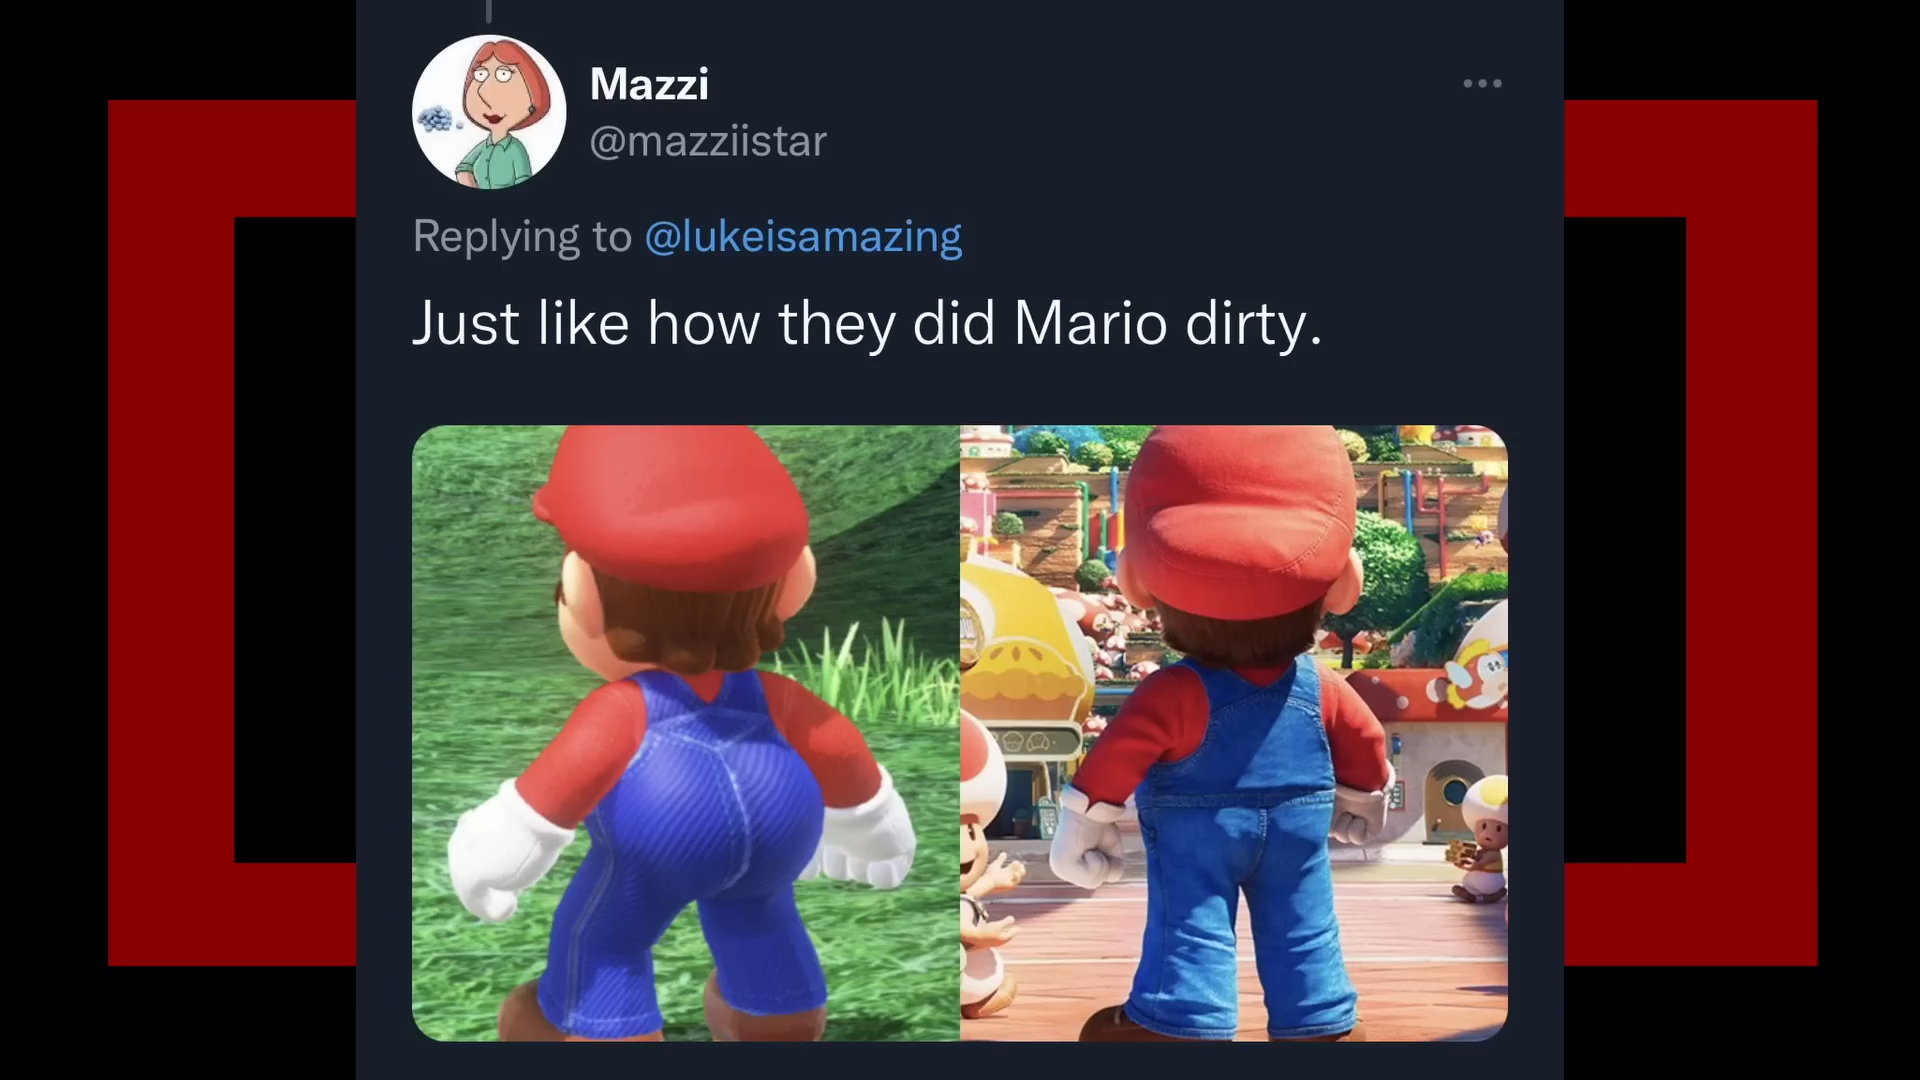 Mazzi
@mazziistar
Replying to @lukeisamazing
Just like how they did Mario dirty.